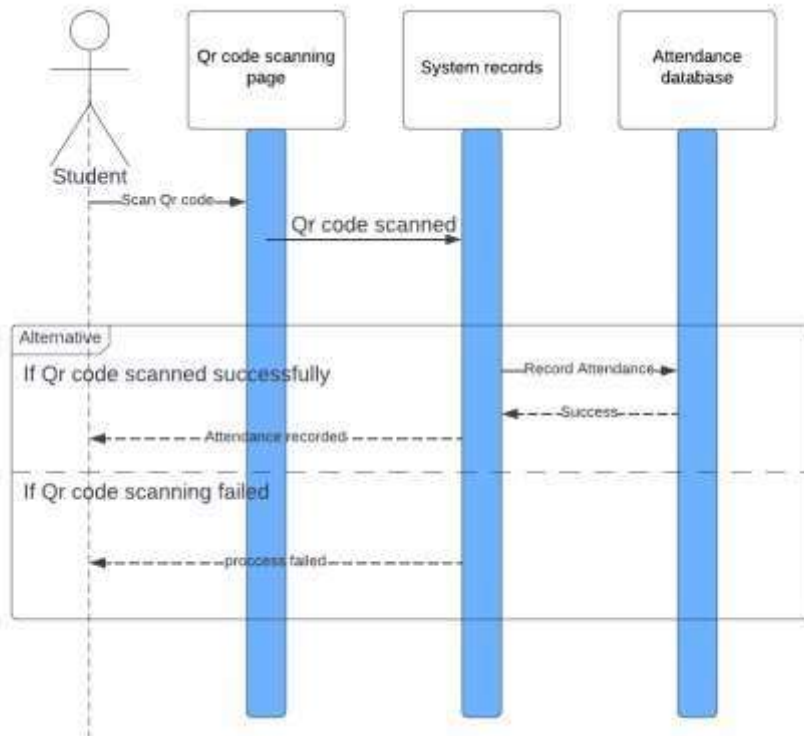 Qr code scanning
page
System records
Attendance
database
Student
Scan Qr code
Qr code scanned
Alternative
If Qr code scanned successfully
Record Attendance
Success
Attendance recorded
If Qr code scanning failed
proccess failed